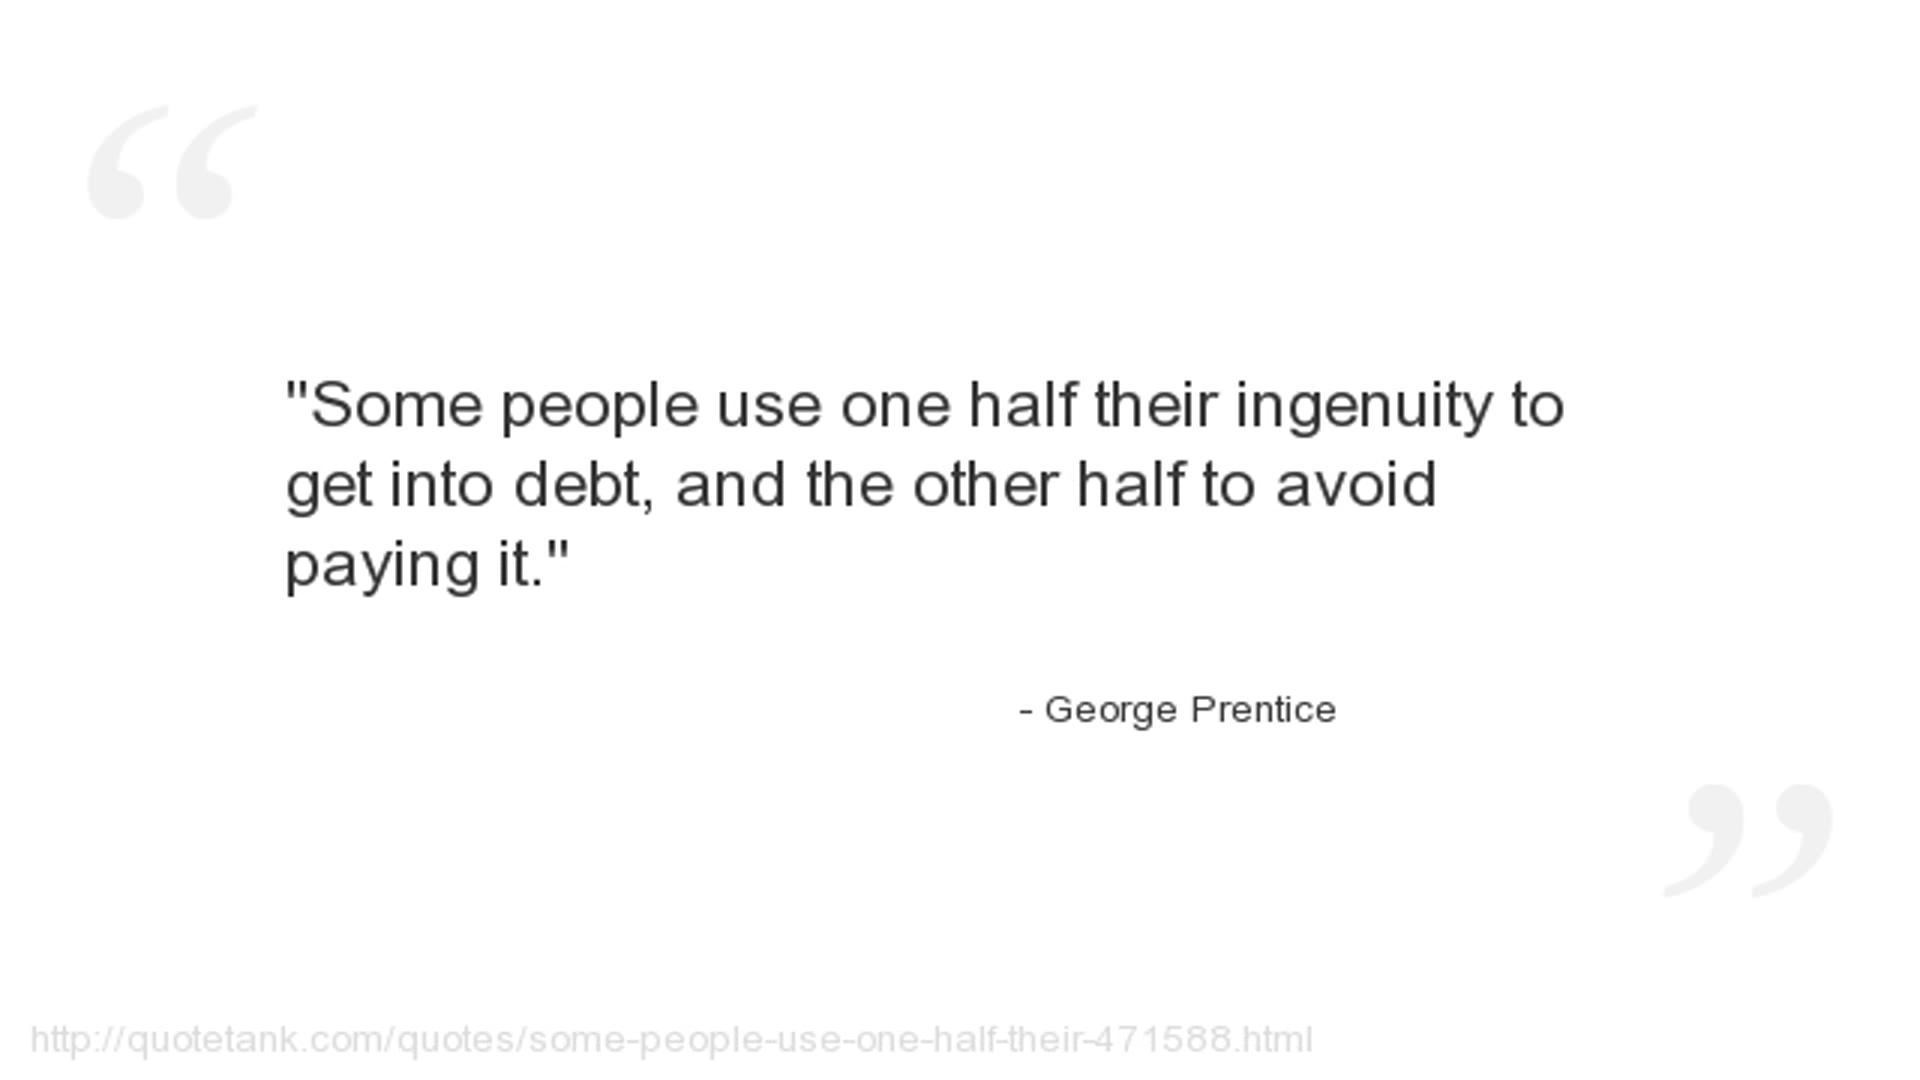 "Some people use one half their ingenuity to
get into debt, and the other half to avoid
paying it."
- George Prentice
http://quotetank.com/quotes/some-people-use-one-half-their-471588.html